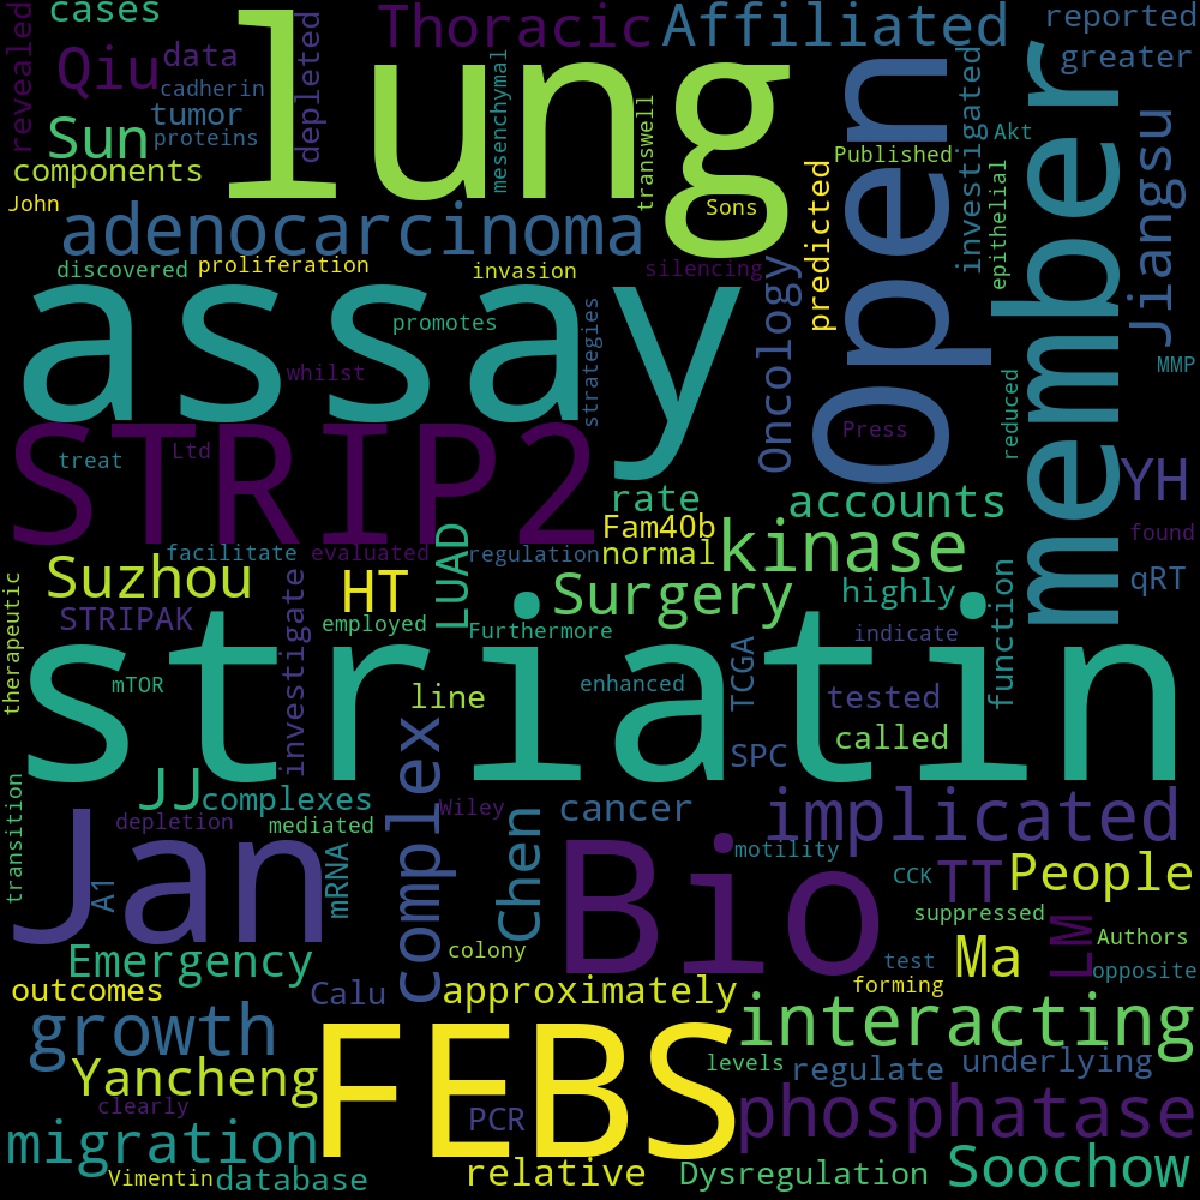 cases
revealed
Qiu
data
cadherin
tumor
Sun
proteins
components
John
depleted
lung
Thoracic
Affiliated
reported
greater
mesenchymal
transwell
Sons
Open
Published
investigated
Akt
epithelial
member
Jiangsu
MMP
adenocarcinoma
discovered
proliferation
invasion
silencing
predicted
Oncology
assay
promotes
whilst
strategies
Press
reduced
STRIP2
treat
Ltd
rate
accounts
YH
found
qRT
Fam40b
normal
kinase
facilitate
evaluated
regulation
Suzhou
HT
LUAD
Surgery
highly
function
therapeutic
STRIPAK
investigate
employed
Furthermore
indicate
striatin
mTOR
line
enhanced
TCGA
tested
called
SPC
transition
JJ
complexes
complex
Wiley
cancer
implicated
depletion
mediated
Chen
motility
Jan
A1
mRNA
Bio
CCK
TT
People
suppressed
LM
Authors
Emergency
colony
Ma
test
opposite
outcomes
Calu
approximately
forming
growth
FEBS
interacting
Yancheng
levels
regulate
underlying
clearly
PCR
phosphatase
migration
Vimentin
database
relative
Dysregulation
Soochow